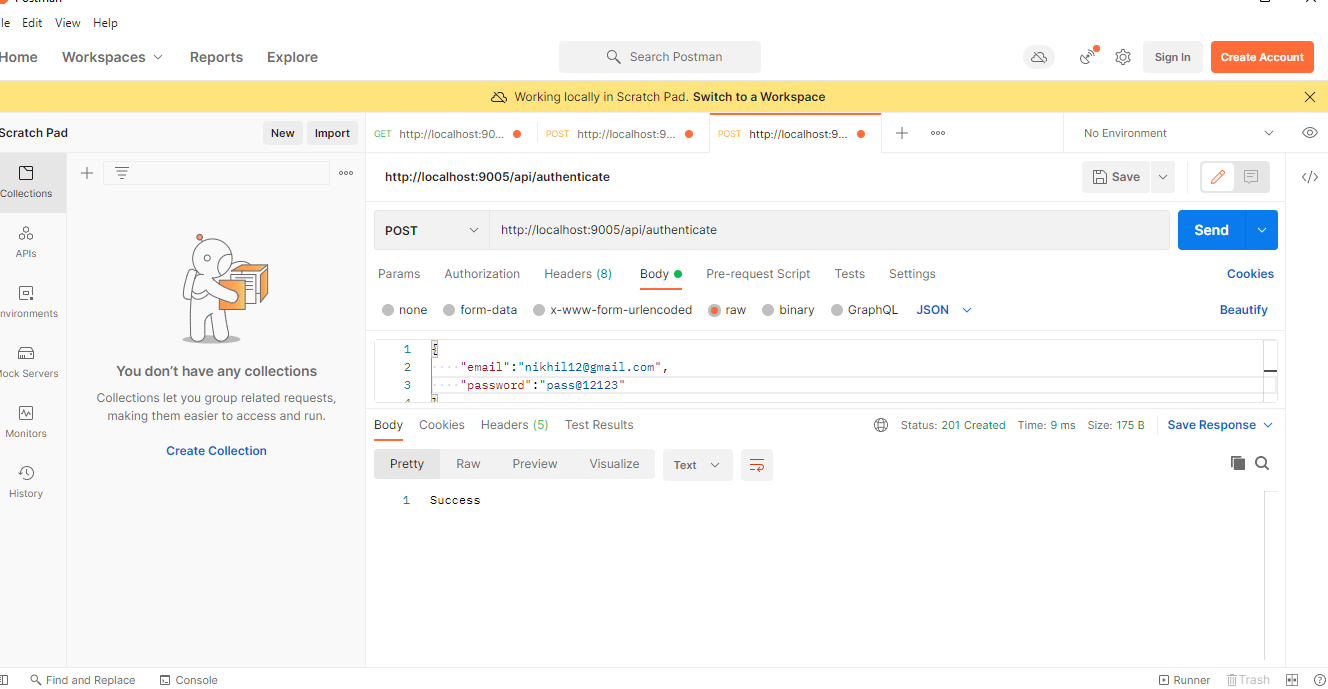 Postman
le Edit View Help
Home Workspaces Reports Explore Search Postman Sign In Create Account
Working locally in Scratch Pad. Switch to a Workspace
Scratch Pad New Import GET http://localhost:90... POST http://localhost:9... POST http://localhost:9... No Environment
http://localhost:9005/api/authenticate Save
Collections
APIs
nvironments
ock Servers
Monitors
History
POST http://localhost:9005/api/authenticate Send
Params Authorization Headers (8) Body Pre-request Script Tests Settings Cookies
none form-data x-www-form-urlencoded raw binary GraphQL JSON Beautify
1 {
2 "email":"nikhil12@gmail.com",
3 "password":"pass@12123"
4 }
You don't have any collections
Collections let you group related requests,
making them easier to access and run.
Create Collection
Body Cookies Headers (5) Test Results Status: 201 Created Time: 9 ms Size: 175 B Save Response
Pretty Raw Preview Visualize Text
1 Success
Find and Replace Console Runner Trash